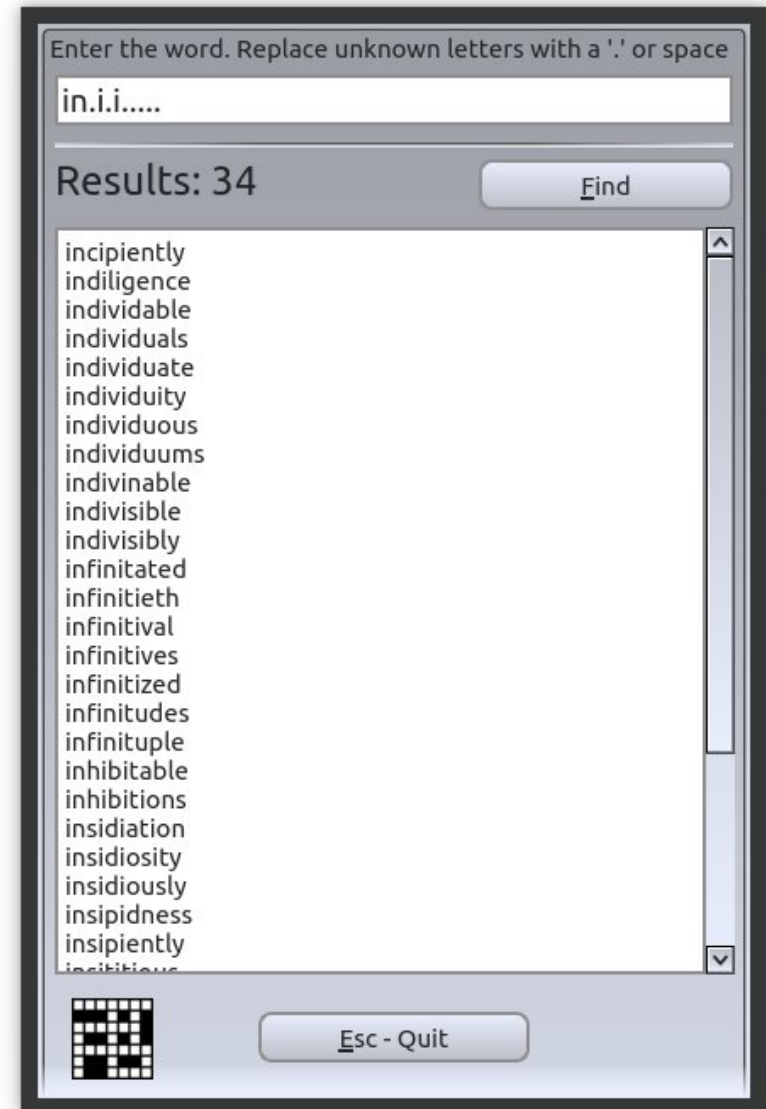 Enter the word. Replace unknown letters with a '.' or space
in.i.i.....
Results: 34
Find
incipiently
indiligence
individable
individuals
individuate
individuity
individuous
individuums
indivinable
indivisible
indivisibly
infinitated
infinitieth
infinitival
infinitives
infinitized
infinitudes
infinituple
inhibitable
inhibitions
insidiation
insidiosity
insidiously
insipidness
insipiently
Esc - Quit